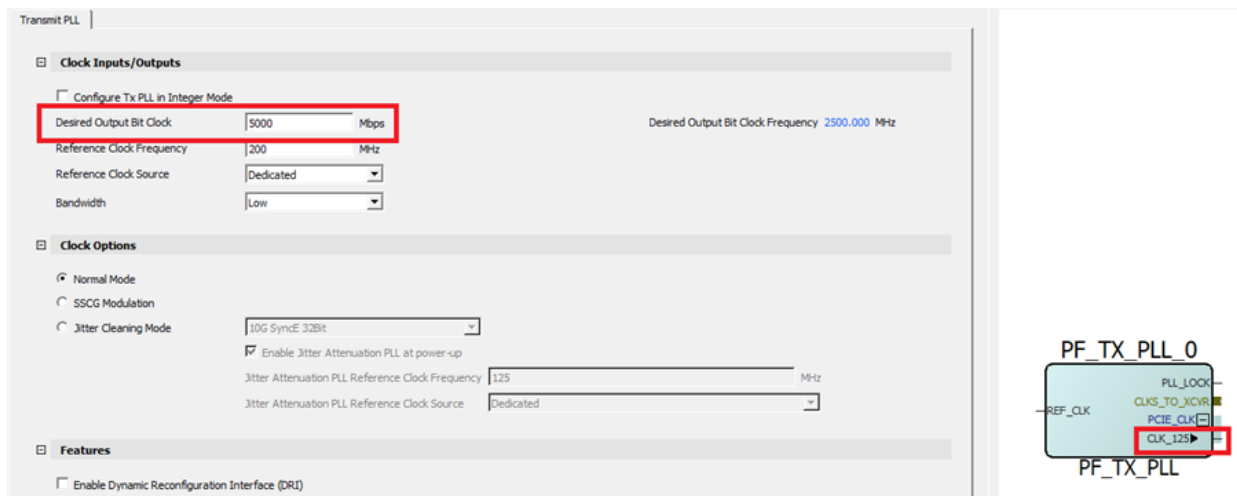 Transmit PLL
Clock Inputs/Outputs
Configure Tx PLL in Integer Mode
Desired Output Bit Clock 5000 Mbps Desired Output Bit Clock Frequency 2500.000 MHz
Reference Clock Frequency 200 MHz
Reference Clock Source Dedicated
Bandwidth Low
Clock Options
Normal Mode
SSCG Modulation
Jitter Cleaning Mode 10G SyncE 32Bit
Enable Jitter Attenuation PLL at power-up
Jitter Attenuation PLL Reference Clock Frequency 125 MHz
Jitter Attenuation PLL Reference Clock Source Dedicated
Features
Enable Dynamic Reconfiguration Interface (DRI)
PF_TX_PLL_0
PLL_LOCK
CLKS_TO_XCVR
REF_CLK
PCIE_CLK
CLK_125
PF_TX_PLL